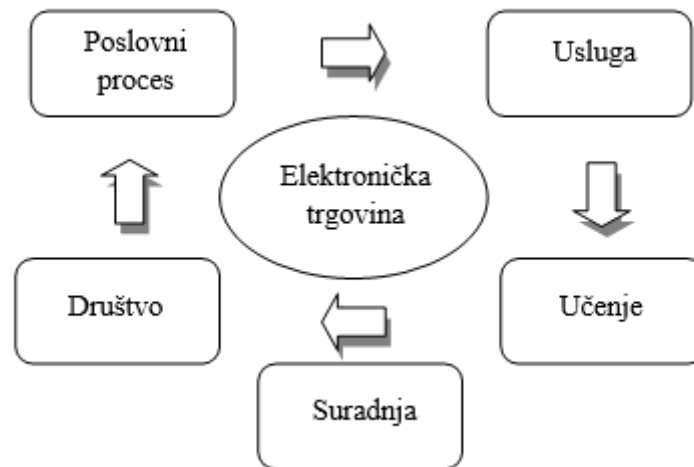 Poslovni
proces
Usluga
Elektronička
trgovina
Društvo
Učenje
Suradnja